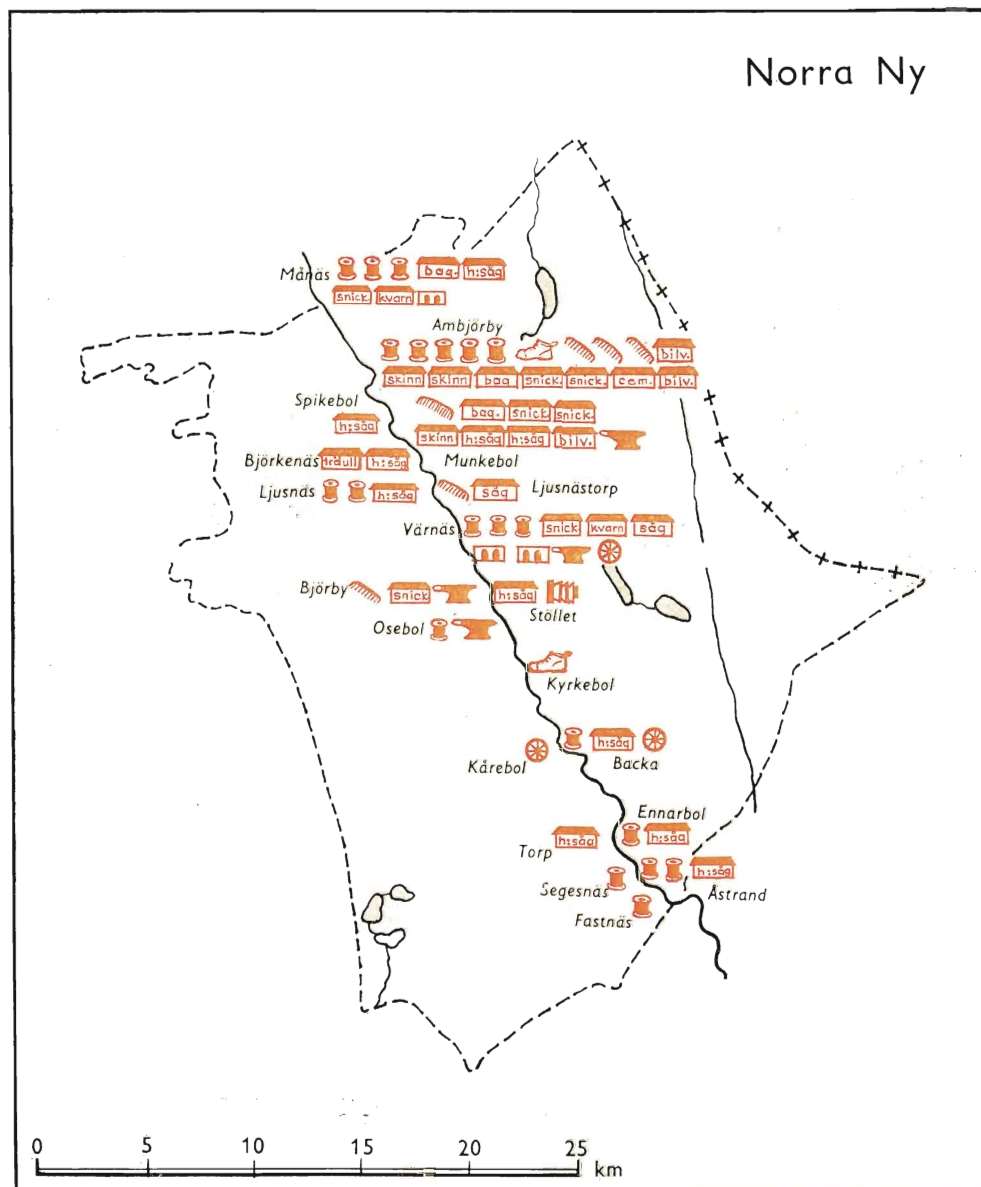 Norra Ny
Månäs bag. h:såg
snick. kvarn
Ambjörby
bilv.
skinn skinn bag snick. snick. cem. bilv.
Spikebol
bag. snick. snick.
h:såg
skinn h:såg h:såg bilv.
Björkenäs träull h:såg Munkebol
Ljusnäs h:såg såg Ljusnästorp
Värnäs snick kvarn såg
Björby snick h:såg Stöllet
Osebol
Kyrkebol
h:såg
Kårebol Backa
Ennarbol
Torp h:såg h:såg
Segesnäs h:såg Åstrand
Fastnäs
0 5 10 15 20 25
km